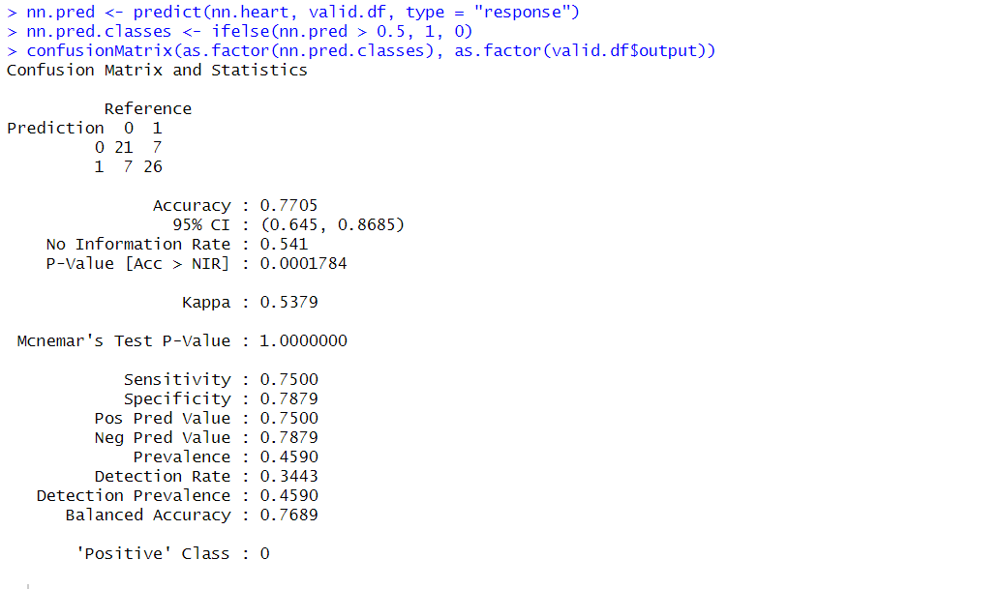 > nn.pred <- predict(nn.heart, valid.df, type = "response")
> nn.pred.classes <- ifelse(nn.pred > 0.5, 1, 0)
> confusionMatrix(as.factor(nn.pred.classes), as.factor(valid.df$output))
Confusion Matrix and Statistics

          Reference
Prediction  0  1
         0 21  7
         1  7 26

               Accuracy : 0.7705
                 95% CI : (0.645, 0.8685)
    No Information Rate : 0.541
    P-Value [Acc > NIR] : 0.0001784

                  Kappa : 0.5379

 Mcnemar's Test P-Value : 1.0000000

            Sensitivity : 0.7500
            Specificity : 0.7879
         Pos Pred Value : 0.7500
         Neg Pred Value : 0.7879
             Prevalence : 0.4590
         Detection Rate : 0.3443
   Detection Prevalence : 0.4590
      Balanced Accuracy : 0.7689

       'Positive' Class : 0